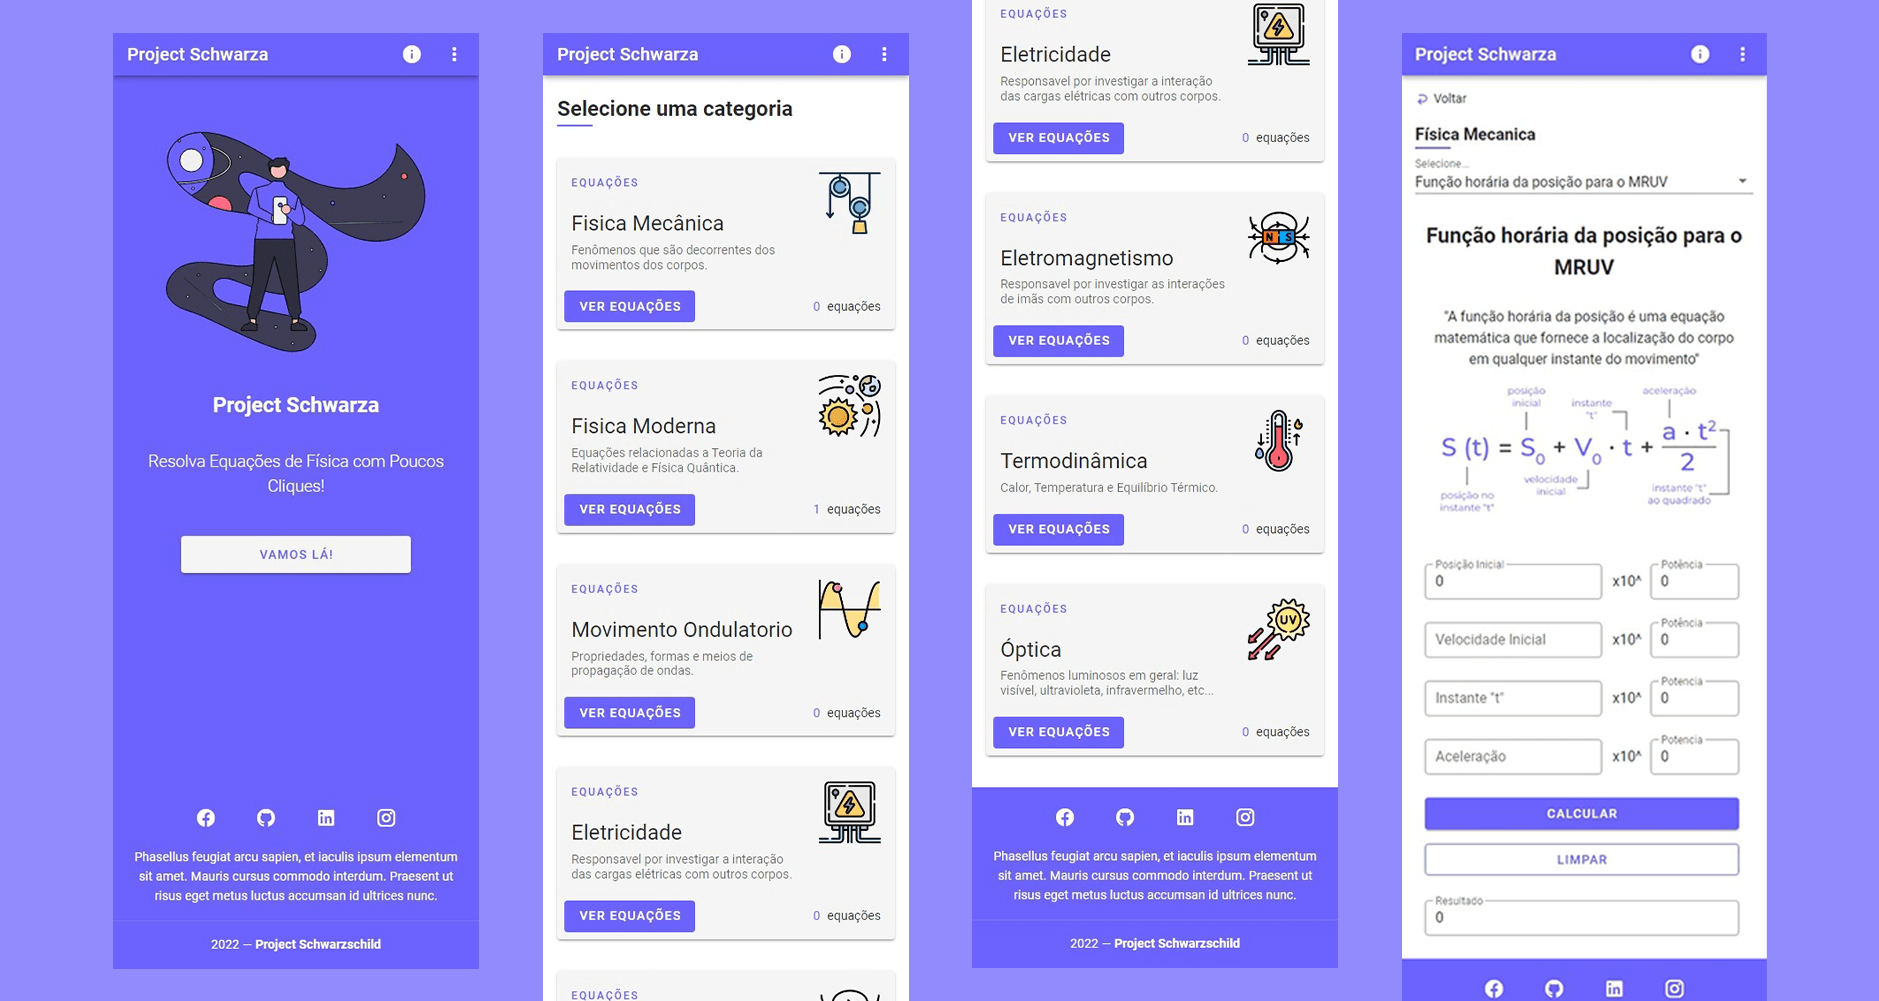 Project Schwarza
Project Schwarza
Resolva Equações de Física com Poucos
Cliques!
VAMOS LÁ!
Phasellus feugiat arcu sapien, et iaculis ipsum elementum
sit amet. Mauris cursus commodo interdum. Praesent ut
risus eget metus luctus accumsan id ultrices nunc.
2022 — Project Schwarzschild
Project Schwarza
Selecione uma categoria
EQUAÇÕES
Fisica Mecânica
Fenômenos que são decorrentes dos
movimentos dos corpos.
VER EQUAÇÕES
0 equações
EQUAÇÕES
Fisica Moderna
Equações relacionadas a Teoria da
Relatividade e Física Quântica.
VER EQUAÇÕES
1 equações
EQUAÇÕES
Movimento Ondulatorio
Propriedades, formas e meios de
propagação de ondas.
VER EQUAÇÕES
0 equações
EQUAÇÕES
Eletricidade
Responsavel por investigar a interação
das cargas elétricas com outros corpos.
VER EQUAÇÕES
0 equações
EQUAÇÕES
EQUAÇÕES
Eletricidade
Responsavel por investigar a interação
das cargas elétricas com outros corpos.
VER EQUAÇÕES
0 equações
EQUAÇÕES
N S
Eletromagnetismo
Responsavel por investigar as interações
de imãs com outros corpos.
VER EQUAÇÕES
0 equações
EQUAÇÕES
Termodinâmica
Calor, Temperatura e Equilíbrio Térmico.
VER EQUAÇÕES
0 equações
EQUAÇÕES
UV
Óptica
Fenômenos luminosos em geral: luz
visível, ultravioleta, infravermelho, etc...
VER EQUAÇÕES
0 equações
Phasellus feugiat arcu sapien, et iaculis ipsum elementum
sit amet. Mauris cursus commodo interdum. Praesent ut
risus eget metus luctus accumsan id ultrices nunc.
2022 — Project Schwarzschild
Project Schwarza
Voltar
Física Mecanica
Selecione...
Função horária da posição para o MRUV
Função horária da posição para o
MRUV
"A função horária da posição é uma equação
matemática que fornece a localização do corpo
em qualquer instante do movimento"
posição
inicial
instante
"t"
aceleração
S (t) = S₀ + V₀ · t + a · t²
2
posição no
instante "t"
velocidade
inicial
instante "t"
ao quadrado
Posição Inicial
0
x10^
Potência
0
Velocidade Inicial
x10^
Potência
0
Instante "t"
x10^
Potencia
0
Aceleração
x10^
Potencia
0
CALCULAR
LIMPAR
Resultado
0